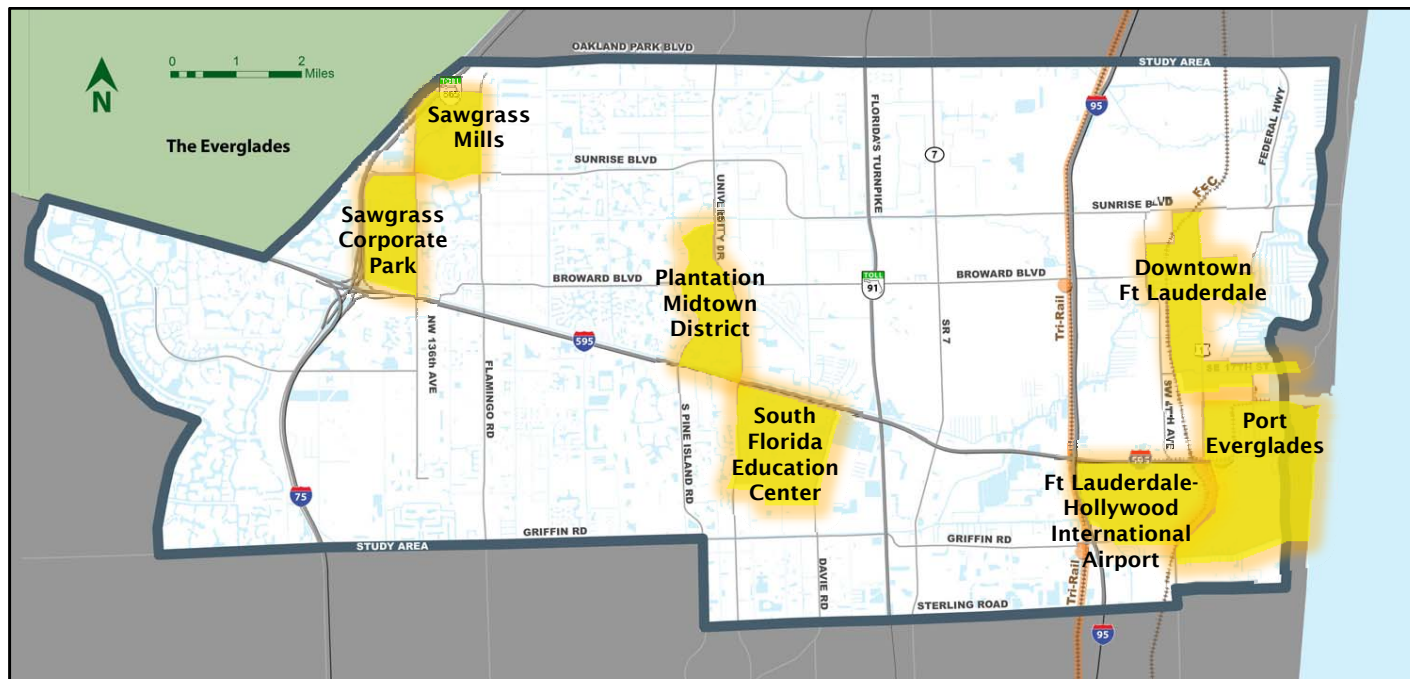 OAKLAND PARK BLVD
STUDY AREA
0 1 2
Miles
N
The Everglades
TOLL
Sawgrass
Mills
95
FLORIDA'S TURNPIKE
7
FEDERAL HWY
SUNRISE BLVD
UNIVERSITY DR
FEC
SUNRISE BLVD
Sawgrass
Corporate
Park
Plantation
Midtown
District
BROWARD BLVD
TOLL
91
BROWARD BLVD
Downtown
Ft Lauderdale
NW 136th AVE
FLAMINGO RD
595
SR 7
Tri-Rail
1
SE 17TH ST
SW 4TH AVE
S PINE ISLAND RD
South
Florida
Education
Center
Port
Everglades
595
75
Ft Lauderdale-
Hollywood
International
Airport
GRIFFIN RD
GRIFFIN RD
STUDY AREA
DAVIE RD
Tri-Rail
STERLING ROAD
95